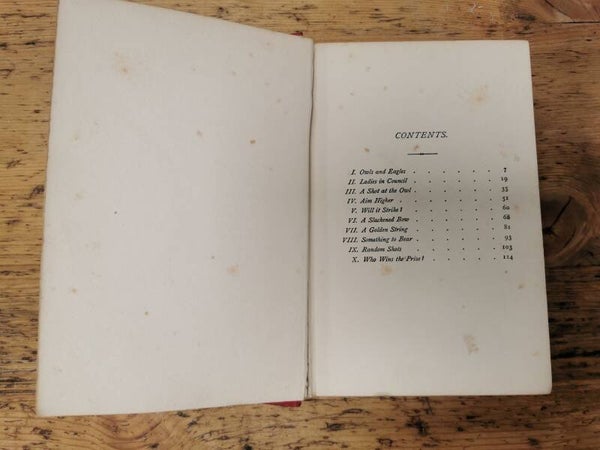 CONTENTS.
I. Owls and Eagles . . . . . . 7
II. Ladies in Council . . . . . . 19
III. A Shot at the Owl . . . . . . 35
IV. Aim Higher . . . . . . 51
V. Will it Strike? . . . . . . 60
VI. A Slackened Bow . . . . . . 68
VII. A Golden String . . . . . . 81
VIII. Something to Bear . . . . . . 93
IX. Random Shots . . . . . . 103
X. Who Wins the Prize? . . . . . . 114